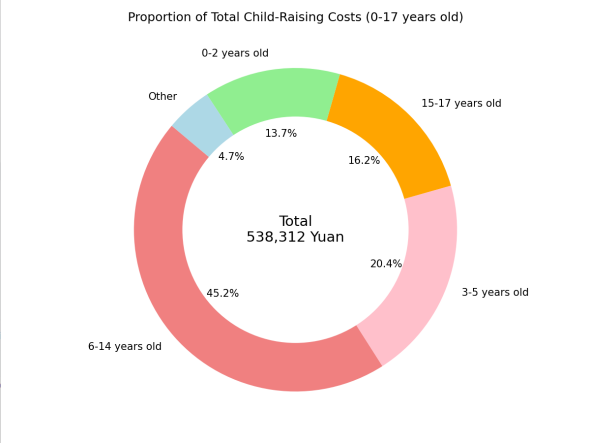 Proportion of Total Child-Raising Costs (0-17 years old)
0-2 years old
Other
15-17 years old
13.7%
4.7%
16.2%
Total
538,312 Yuan
20.4%
45.2%
3-5 years old
6-14 years old